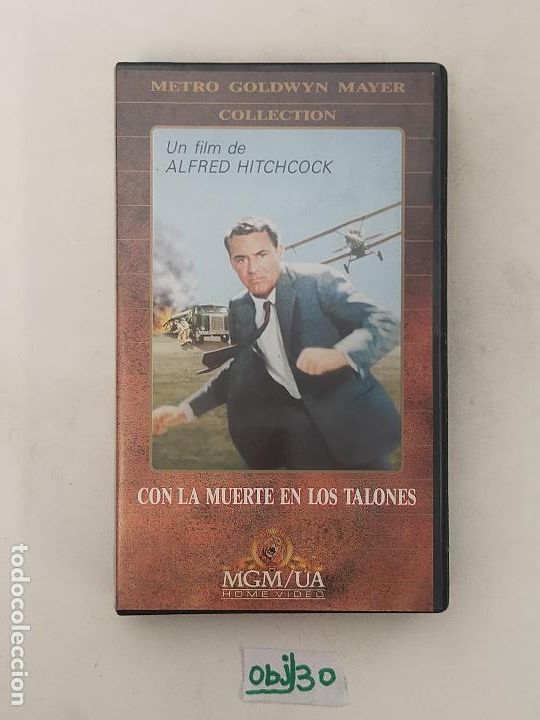 METRO GOLDWYN MAYER
COLLECTION
Un film de
ALFRED HITCHCOCK
CON LA MUERTE EN LOS TALONES
MGM/UA
HOME VIDEO
obj30
todocoleccion.net